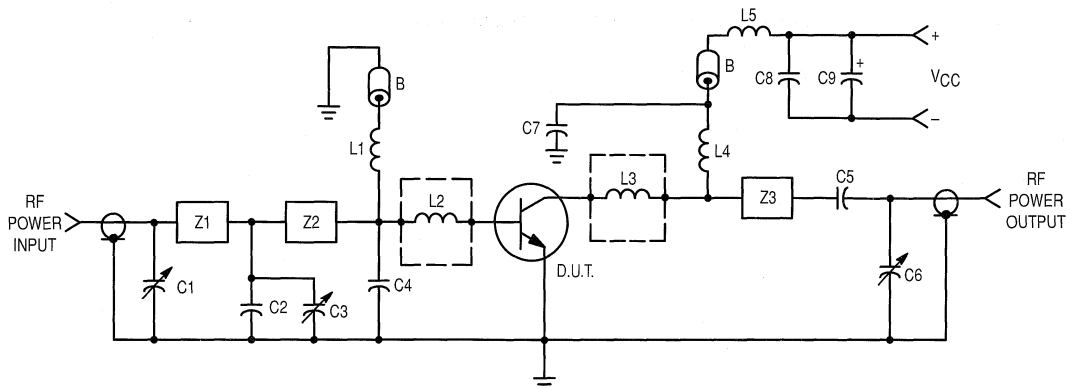 L5
+
B
C8
C9
+
VCC
–
B
C7
L1
L4
L2
L3
C5
RF
POWER
INPUT
Z1
Z2
Z3
RF
POWER
OUTPUT
D.U.T.
C1
C2
C3
C4
C6